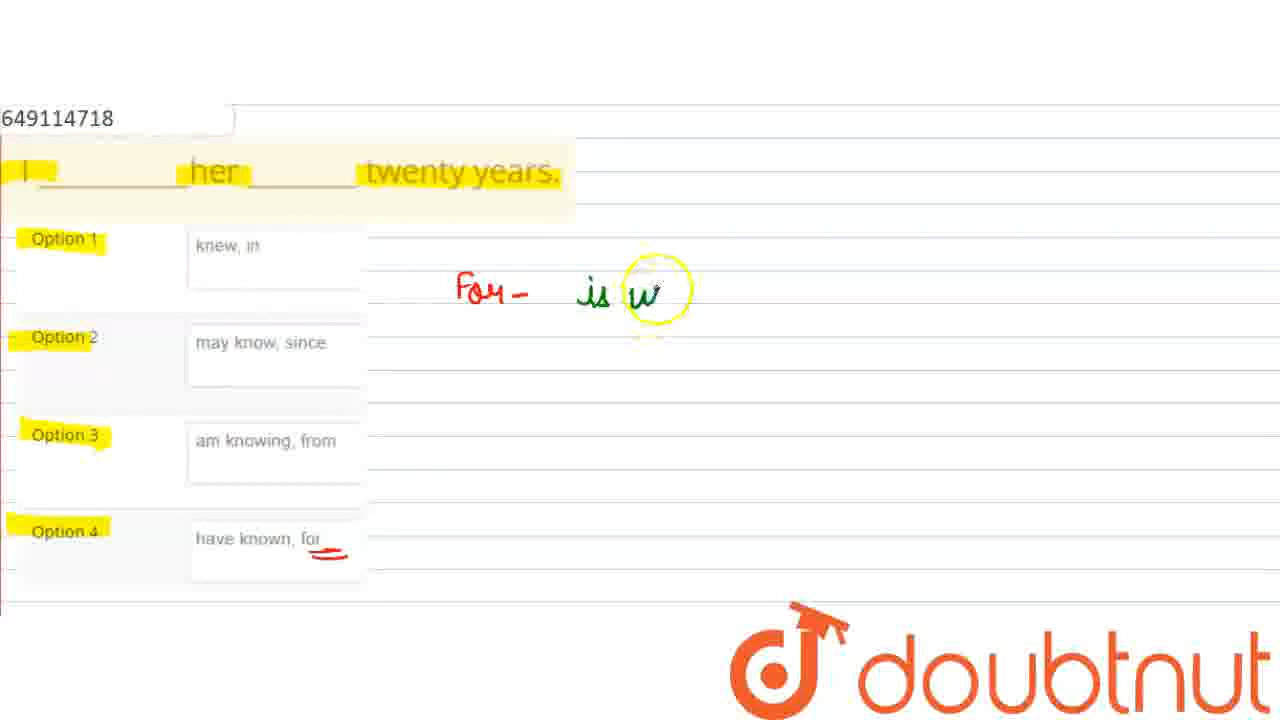 649114718
I ___________ her ________ twenty years.
Option 1 knew, in
For - is w
Option 2 may know, since
Option 3 am knowing, from
Option 4 have known, for
doubtnut